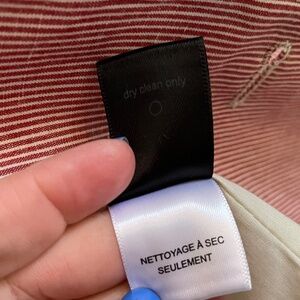 dry clean only
NETTOYAGE À SEC
SEULEMENT